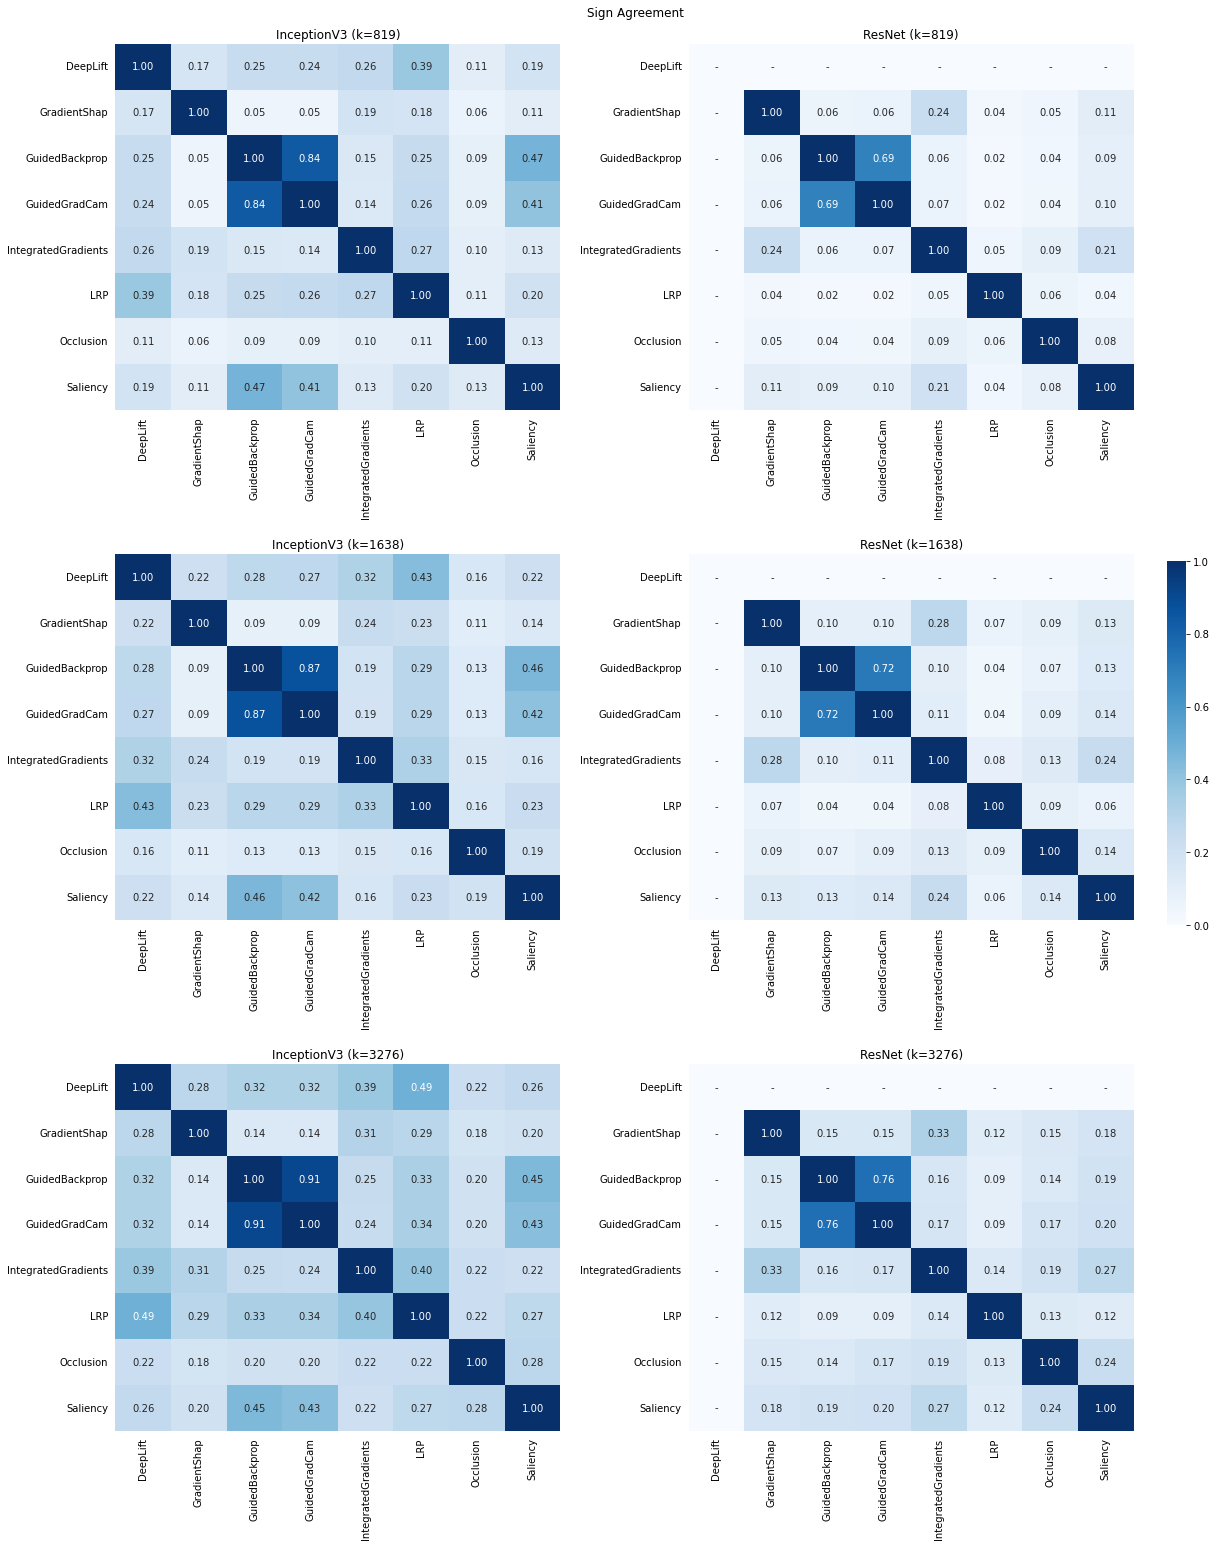 Sign Agreement
InceptionV3 (k=819)
DeepLift 1.00 0.17 0.25 0.24 0.26 0.39 0.11 0.19
GradientShap 0.17 1.00 0.05 0.05 0.19 0.18 0.06 0.11
GuidedBackprop 0.25 0.05 1.00 0.84 0.15 0.25 0.09 0.47
GuidedGradCam 0.24 0.05 0.84 1.00 0.14 0.26 0.09 0.41
IntegratedGradients 0.26 0.19 0.15 0.14 1.00 0.27 0.10 0.13
LRP 0.39 0.18 0.25 0.26 0.27 1.00 0.11 0.20
Occlusion 0.11 0.06 0.09 0.09 0.10 0.11 1.00 0.13
Saliency 0.19 0.11 0.47 0.41 0.13 0.20 0.13 1.00
DeepLift GradientShap GuidedBackprop GuidedGradCam IntegratedGradients LRP Occlusion Saliency
ResNet (k=819)
DeepLift - - - - - - - -
GradientShap - 1.00 0.06 0.06 0.24 0.04 0.05 0.11
GuidedBackprop - 0.06 1.00 0.69 0.06 0.02 0.04 0.09
GuidedGradCam - 0.06 0.69 1.00 0.07 0.02 0.04 0.10
IntegratedGradients - 0.24 0.06 0.07 1.00 0.05 0.09 0.21
LRP - 0.04 0.02 0.02 0.05 1.00 0.06 0.04
Occlusion - 0.05 0.04 0.04 0.09 0.06 1.00 0.08
Saliency - 0.11 0.09 0.10 0.21 0.04 0.08 1.00
DeepLift GradientShap GuidedBackprop GuidedGradCam IntegratedGradients LRP Occlusion Saliency
InceptionV3 (k=1638)
DeepLift 1.00 0.22 0.28 0.27 0.32 0.43 0.16 0.22
GradientShap 0.22 1.00 0.09 0.09 0.24 0.23 0.11 0.14
GuidedBackprop 0.28 0.09 1.00 0.87 0.19 0.29 0.13 0.46
GuidedGradCam 0.27 0.09 0.87 1.00 0.19 0.29 0.13 0.42
IntegratedGradients 0.32 0.24 0.19 0.19 1.00 0.33 0.15 0.16
LRP 0.43 0.23 0.29 0.29 0.33 1.00 0.16 0.23
Occlusion 0.16 0.11 0.13 0.13 0.15 0.16 1.00 0.19
Saliency 0.22 0.14 0.46 0.42 0.16 0.23 0.19 1.00
DeepLift GradientShap GuidedBackprop GuidedGradCam IntegratedGradients LRP Occlusion Saliency
ResNet (k=1638)
DeepLift - - - - - - - -
GradientShap - 1.00 0.10 0.10 0.28 0.07 0.09 0.13
GuidedBackprop - 0.10 1.00 0.72 0.10 0.04 0.07 0.13
GuidedGradCam - 0.10 0.72 1.00 0.11 0.04 0.09 0.14
IntegratedGradients - 0.28 0.10 0.11 1.00 0.08 0.13 0.24
LRP - 0.07 0.04 0.04 0.08 1.00 0.09 0.06
Occlusion - 0.09 0.07 0.09 0.13 0.09 1.00 0.14
Saliency - 0.13 0.13 0.14 0.24 0.06 0.14 1.00
DeepLift GradientShap GuidedBackprop GuidedGradCam IntegratedGradients LRP Occlusion Saliency
1.0
0.8
0.6
0.4
0.2
0.0
InceptionV3 (k=3276)
DeepLift 1.00 0.28 0.32 0.32 0.39 0.49 0.22 0.26
GradientShap 0.28 1.00 0.14 0.14 0.31 0.29 0.18 0.20
GuidedBackprop 0.32 0.14 1.00 0.91 0.25 0.33 0.20 0.45
GuidedGradCam 0.32 0.14 0.91 1.00 0.24 0.34 0.20 0.43
IntegratedGradients 0.39 0.31 0.25 0.24 1.00 0.40 0.22 0.22
LRP 0.49 0.29 0.33 0.34 0.40 1.00 0.22 0.27
Occlusion 0.22 0.18 0.20 0.20 0.22 0.22 1.00 0.28
Saliency 0.26 0.20 0.45 0.43 0.22 0.27 0.28 1.00
DeepLift GradientShap GuidedBackprop GuidedGradCam IntegratedGradients LRP Occlusion Saliency
ResNet (k=3276)
DeepLift - - - - - - - -
GradientShap - 1.00 0.15 0.15 0.33 0.12 0.15 0.18
GuidedBackprop - 0.15 1.00 0.76 0.16 0.09 0.14 0.19
GuidedGradCam - 0.15 0.76 1.00 0.17 0.09 0.17 0.20
IntegratedGradients - 0.33 0.16 0.17 1.00 0.14 0.19 0.27
LRP - 0.12 0.09 0.09 0.14 1.00 0.13 0.12
Occlusion - 0.15 0.14 0.17 0.19 0.13 1.00 0.24
Saliency - 0.18 0.19 0.20 0.27 0.12 0.24 1.00
DeepLift GradientShap GuidedBackprop GuidedGradCam IntegratedGradients LRP Occlusion Saliency